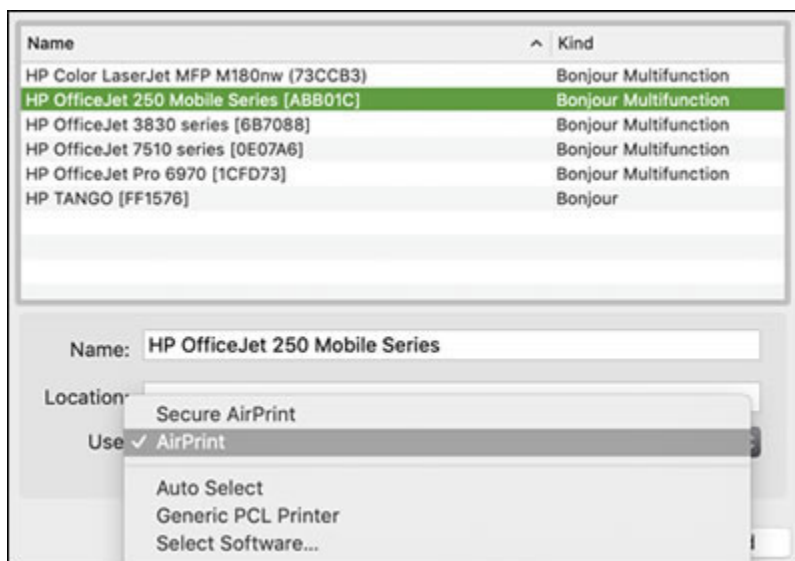 Name Kind
HP Color LaserJet MFP M180nw (73CCB3) Bonjour Multifunction
HP OfficeJet 250 Mobile Series [ABB01C] Bonjour Multifunction
HP OfficeJet 3830 series [6B7088] Bonjour Multifunction
HP OfficeJet 7510 series [0E07A6] Bonjour Multifunction
HP OfficeJet Pro 6970 [1CFD73] Bonjour Multifunction
HP TANGO [FF1576] Bonjour
Name: HP OfficeJet 250 Mobile Series
Location:
Secure AirPrint
Use ✓ AirPrint
Auto Select
Generic PCL Printer
Select Software...